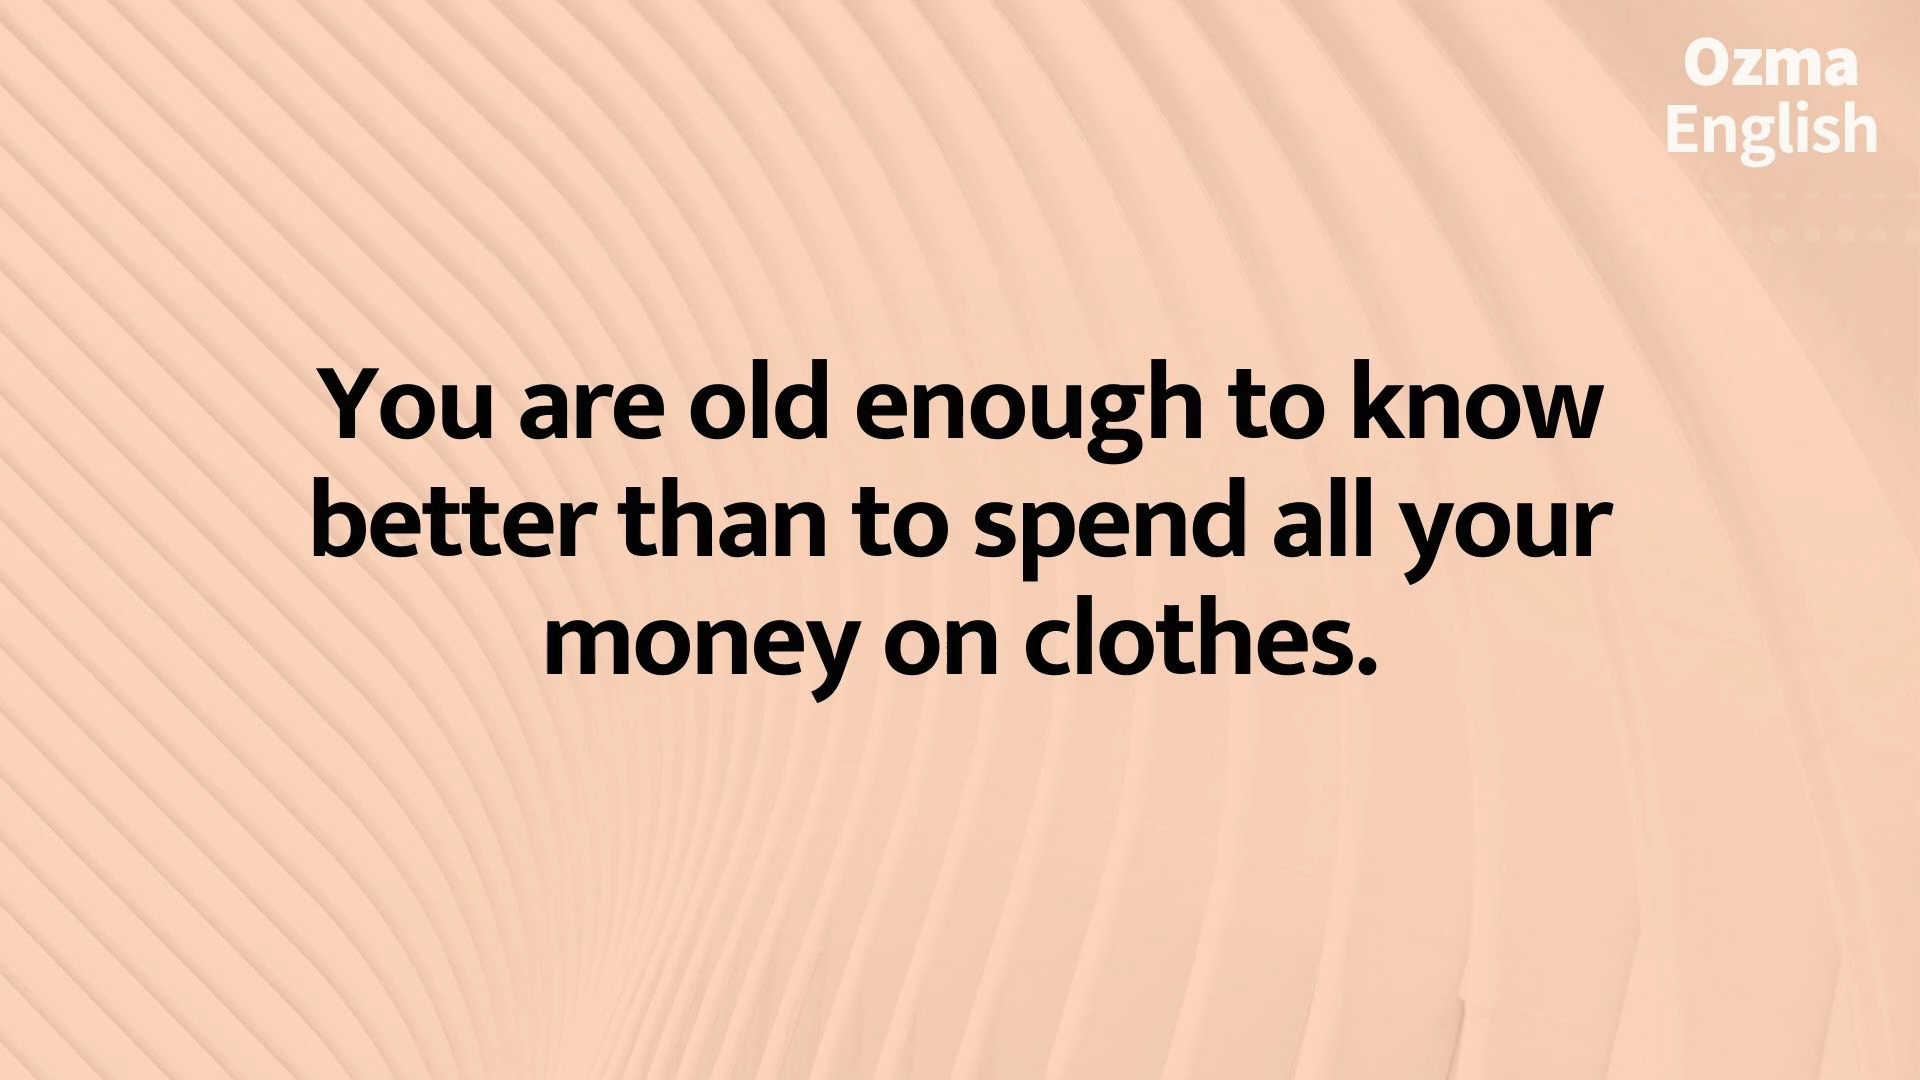 Ozma
English
You are old enough to know
better than to spend all your
money on clothes.